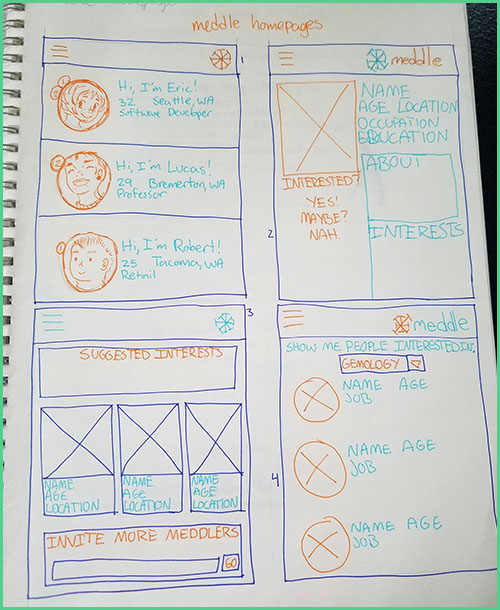 meddle homepages
1
Hi, I'm Eric!
32 Seattle, WA
Software Developer
Hi, I'm Lucas!
29 Bremerton, WA
Professor
Hi, I'm Robert!
25 Tacoma, WA
Retail
meddle
NAME
AGE LOCATION
OCCUPATION
EDUCATION
ABOUT
INTERESTED?
YES!
MAYBE?
NAH.
2
INTERESTS
3
SUGGESTED INTERESTS
NAME
AGE
LOCATION
NAME
AGE
LOCATION
NAME
AGE
LOCATION
INVITE MORE MEDDLERS
GO
meddle
SHOW ME PEOPLE INTERESTED IN:
GEMOLOGY
NAME AGE
JOB
NAME AGE
JOB
4
NAME AGE
JOB